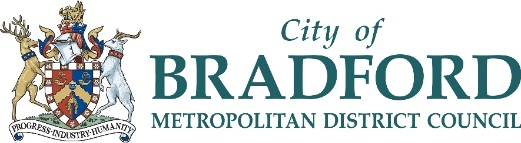 City of
BRADFORD
METROPOLITAN DISTRICT COUNCIL
PROGRESS·INDUSTRY·HUMANITY